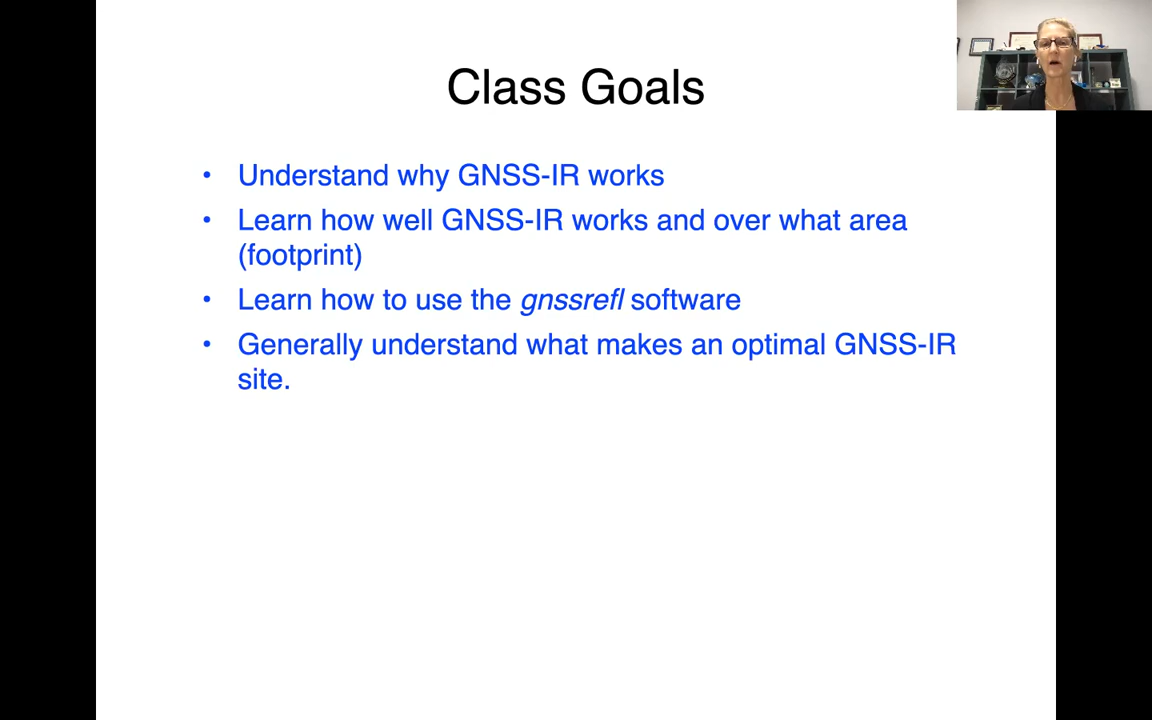 Class Goals
• Understand why GNSS-IR works
• Learn how well GNSS-IR works and over what area
(footprint)
• Learn how to use the gnssrefl software
• Generally understand what makes an optimal GNSS-IR
site.